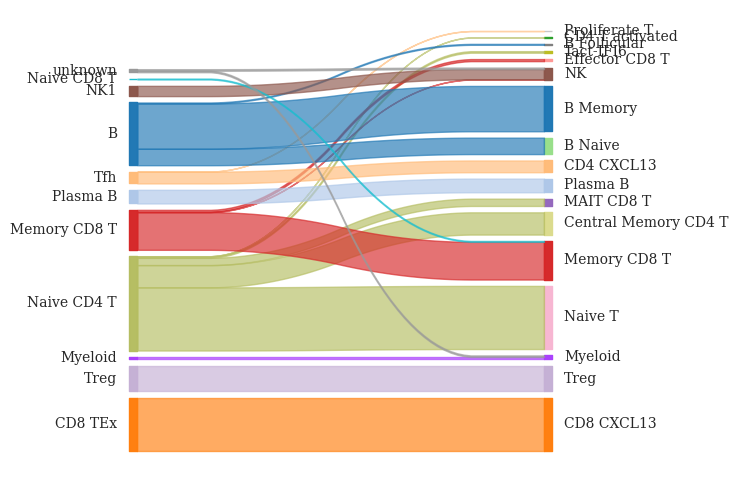 unknown
Naive CD8 T
NK1
B
Tfh
Plasma B
Memory CD8 T
Naive CD4 T
Myeloid
Treg
CD8 TEx
Proliferate T
CD4 T activated
B Follicular
Tact-IFI6
Effector CD8 T
NK
B Memory
B Naive
CD4 CXCL13
Plasma B
MAIT CD8 T
Central Memory CD4 T
Memory CD8 T
Naive T
Myeloid
Treg
CD8 CXCL13